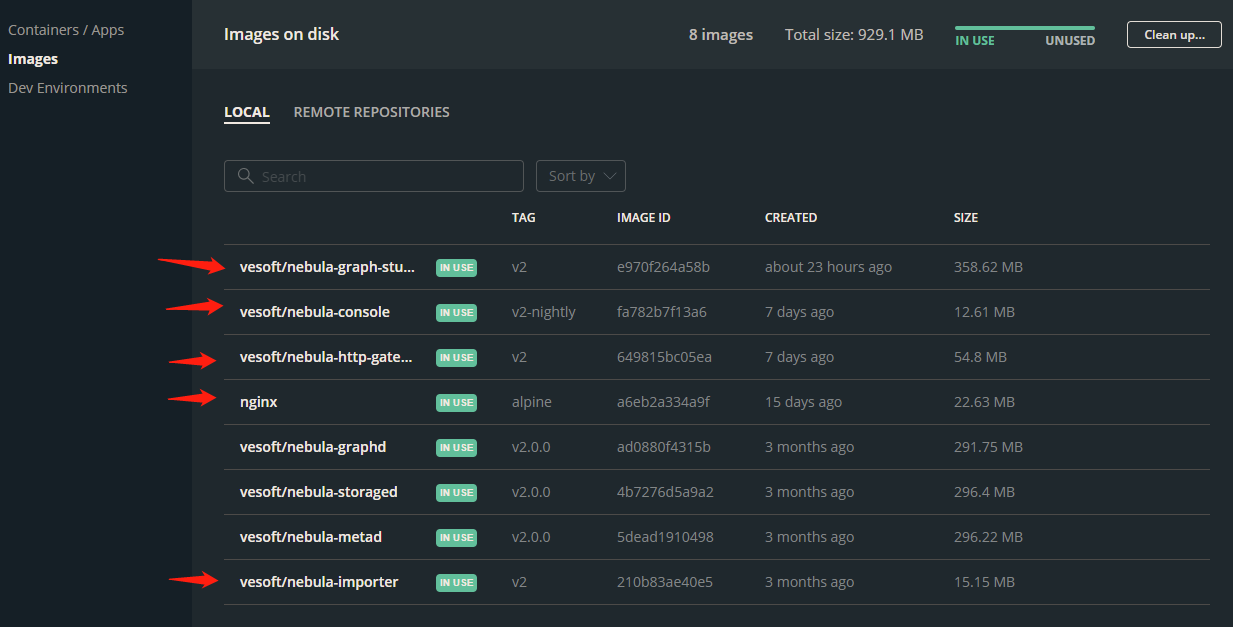 Containers / Apps
Images
Dev Environments
Images on disk
8 images
Total size: 929.1 MB
IN USE
UNUSED
Clean up...
LOCAL
REMOTE REPOSITORIES
Search
Sort by
TAG IMAGE ID CREATED SIZE
vesoft/nebula-graph-stu... IN USE v2 e970f264a58b about 23 hours ago 358.62 MB
vesoft/nebula-console IN USE v2-nightly fa782b7f13a6 7 days ago 12.61 MB
vesoft/nebula-http-gate... IN USE v2 649815bc05ea 7 days ago 54.8 MB
nginx IN USE alpine a6eb2a334a9f 15 days ago 22.63 MB
vesoft/nebula-graphd IN USE v2.0.0 ad0880f4315b 3 months ago 291.75 MB
vesoft/nebula-storaged IN USE v2.0.0 4b7276d5a9a2 3 months ago 296.4 MB
vesoft/nebula-metad IN USE v2.0.0 5dead1910498 3 months ago 296.22 MB
vesoft/nebula-importer IN USE v2 210b83ae40e5 3 months ago 15.15 MB